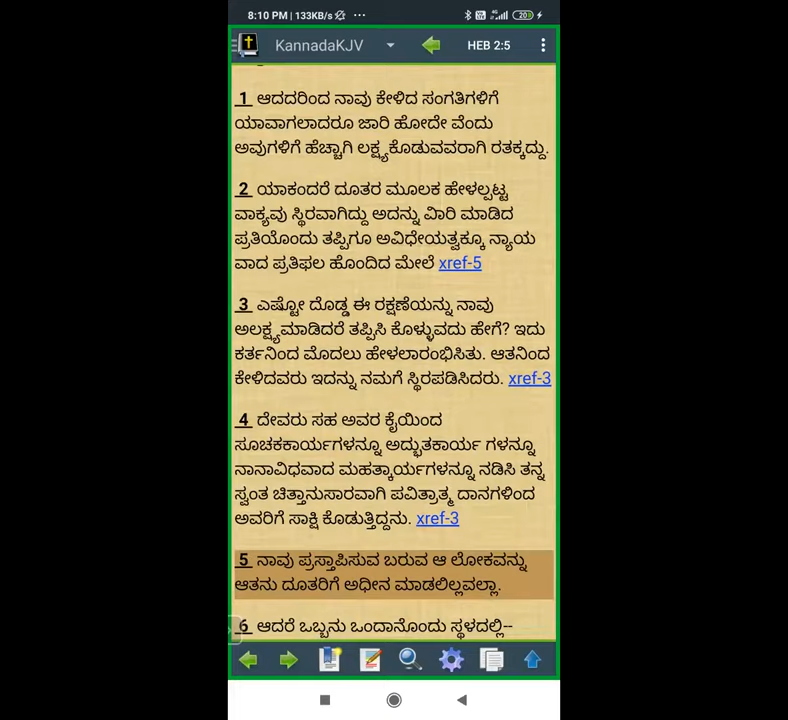 8:10 PM | 133KB/s ... 4G 20
KannadaKJV HEB 2:5
1 ಆದದರಿಂದ ನಾವು ಕೇಳಿದ ಸಂಗತಿಗಳಿಗೆ
ಯಾವಾಗಲಾದರೂ ಜಾರಿ ಹೋದೇ ವೆಂದು
ಅವುಗಳಿಗೆ ಹೆಚ್ಚಾಗಿ ಲಕ್ಷ್ಯಕೊಡುವವರಾಗಿ ರತಕ್ಕದ್ದು.
2 ಯಾಕಂದರೆ ದೂತರ ಮೂಲಕ ಹೇಳಲ್ಪಟ್ಟ
ವಾಕ್ಯವು ಸ್ಥಿರವಾಗಿದ್ದು ಅದನ್ನು ವಿಾರಿ ಮಾಡಿದ
ಪ್ರತಿಯೊಂದು ತಪ್ಪಿಗೂ ಅವಿಧೇಯತ್ವಕ್ಕೂ ನ್ಯಾಯ
ವಾದ ಪ್ರತಿಫಲ ಹೊಂದಿದ ಮೇಲೆ xref-5
3 ಎಷ್ಟೋ ದೊಡ್ಡ ಈ ರಕ್ಷಣೆಯನ್ನು ನಾವು
ಅಲಕ್ಷ್ಯಮಾಡಿದರೆ ತಪ್ಪಿಸಿ ಕೊಳ್ಳುವದು ಹೇಗೆ? ಇದು
ಕರ್ತನಿಂದ ಮೊದಲು ಹೇಳಲಾರಂಭಿಸಿತು. ಆತನಿಂದ
ಕೇಳಿದವರು ಇದನ್ನು ನಮಗೆ ಸ್ಥಿರಪಡಿಸಿದರು. xref-3
4 ದೇವರು ಸಹ ಅವರ ಕೈಯಿಂದ
ಸೂಚಕಕಾರ್ಯಗಳನ್ನೂ ಅದ್ಭುತಕಾರ್ಯ ಗಳನ್ನೂ
ನಾನಾವಿಧವಾದ ಮಹತ್ಕಾರ್ಯಗಳನ್ನೂ ನಡಿಸಿ ತನ್ನ
ಸ್ವಂತ ಚಿತ್ತಾನುಸಾರವಾಗಿ ಪವಿತ್ರಾತ್ಮ ದಾನಗಳಿಂದ
ಅವರಿಗೆ ಸಾಕ್ಷಿ ಕೊಡುತ್ತಿದ್ದನು. xref-3
5 ನಾವು ಪ್ರಸ್ತಾಪಿಸುವ ಬರುವ ಆ ಲೋಕವನ್ನು
ಆತನು ದೂತರಿಗೆ ಅಧೀನ ಮಾಡಲಿಲ್ಲವಲ್ಲಾ.
6 ಆದರೆ ಒಬ್ಬನು ಒಂದಾನೊಂದು ಸ್ಥಳದಲ್ಲಿ--